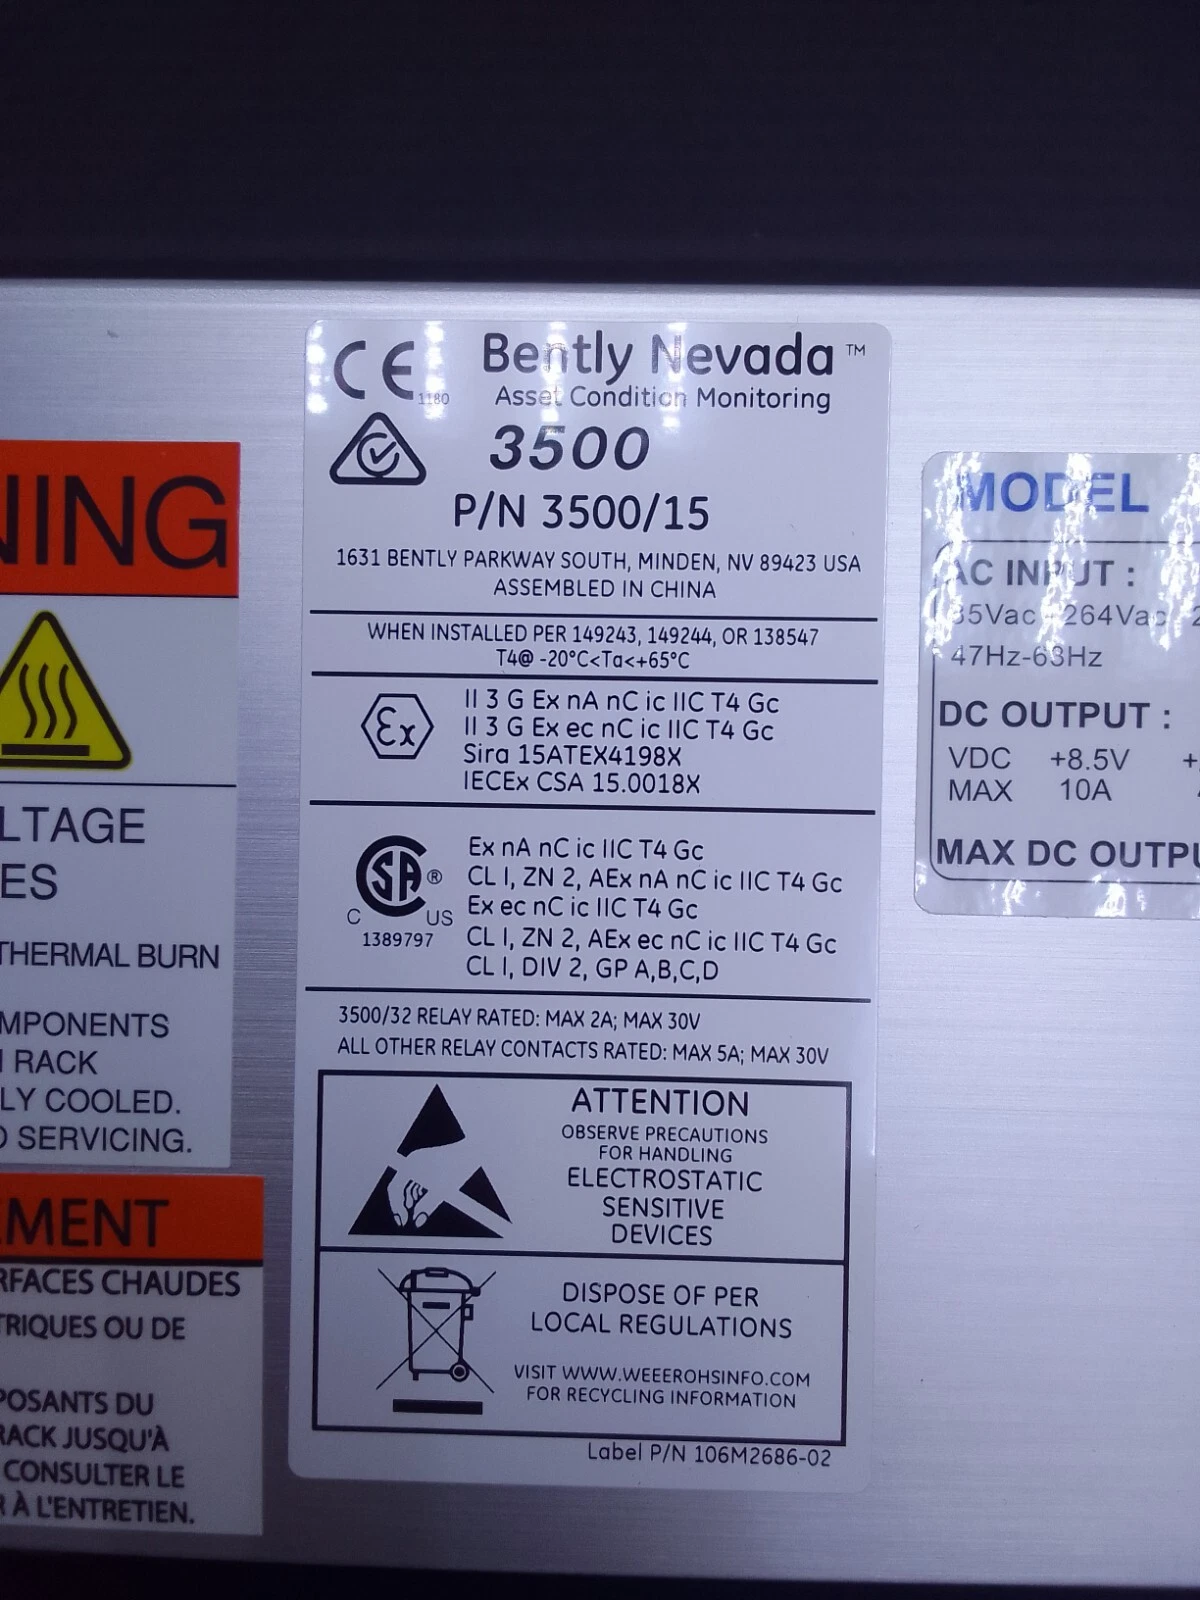 NING
LTAGE
ES
THERMAL BURN
MPONENTS
RACK
LY COOLED.
SERVICING.
EMENT
RFACES CHAUDES
TRIQUES OU DE
POSANTS DU
RACK JUSQU'À
CONSULTER LE
R À L'ENTRETIEN.
CE 1180
Bently Nevada™
Asset Condition Monitoring
3500
P/N 3500/15
1631 BENTLY PARKWAY SOUTH, MINDEN, NV 89423 USA
ASSEMBLED IN CHINA
WHEN INSTALLED PER 149243, 149244, OR 138547
T4@ -20°C<Ta<+65°C
Ex
II 3 G Ex nA nC ic IIC T4 Gc
II 3 G Ex ec nC ic IIC T4 Gc
Sira 15ATEX4198X
IECEx CSA 15.0018X
SA®
C US
1389797
Ex nA nC ic IIC T4 Gc
CL I, ZN 2, AEx nA nC ic IIC T4 Gc
Ex ec nC ic IIC T4 Gc
CL I, ZN 2, AEx ec nC ic IIC T4 Gc
CL I, DIV 2, GP A,B,C,D
3500/32 RELAY RATED: MAX 2A; MAX 30V
ALL OTHER RELAY CONTACTS RATED: MAX 5A; MAX 30V
ATTENTION
OBSERVE PRECAUTIONS
FOR HANDLING
ELECTROSTATIC
SENSITIVE
DEVICES
DISPOSE OF PER
LOCAL REGULATIONS
VISIT WWW.WEEEROHSINFO.COM
FOR RECYCLING INFORMATION
Label P/N 106M2686-02
MODEL
AC INPUT :
85Vac-264Vac
47Hz-63Hz
DC OUTPUT :
VDC +8.5V
MAX 10A
MAX DC OUTPU